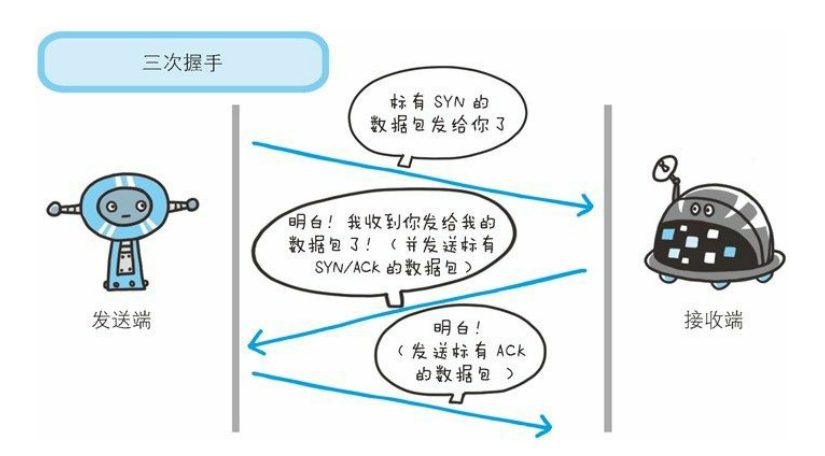 三次握手
标有 SYN 的
数据包发给你了
明白！我收到你发给我的
数据包了！（并发送标有
SYN/ACK 的数据包）
发送端
接收端
明白！
（发送标有 ACK
的数据包）